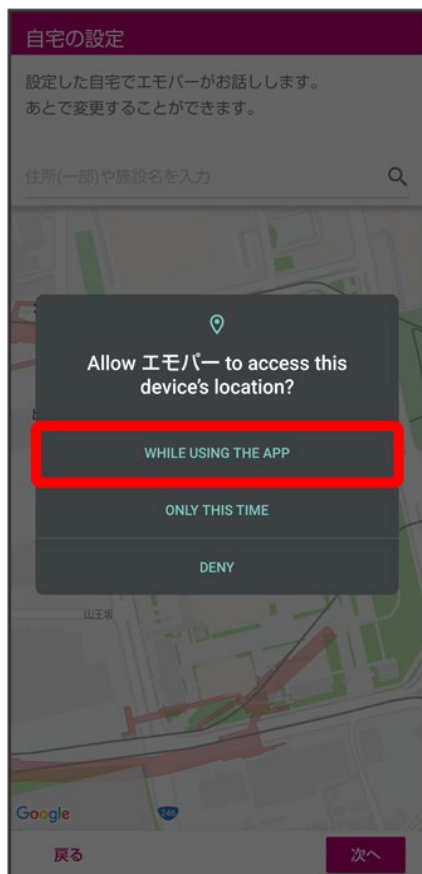 自宅の設定
設定した自宅でエモパーがお話しします。
あとで変更することができます。
住所(一部)や施設名を入力
Allow エモパー to access this
device's location?
WHILE USING THE APP
ONLY THIS TIME
DENY
山王坂
Google
246
戻る
次へ